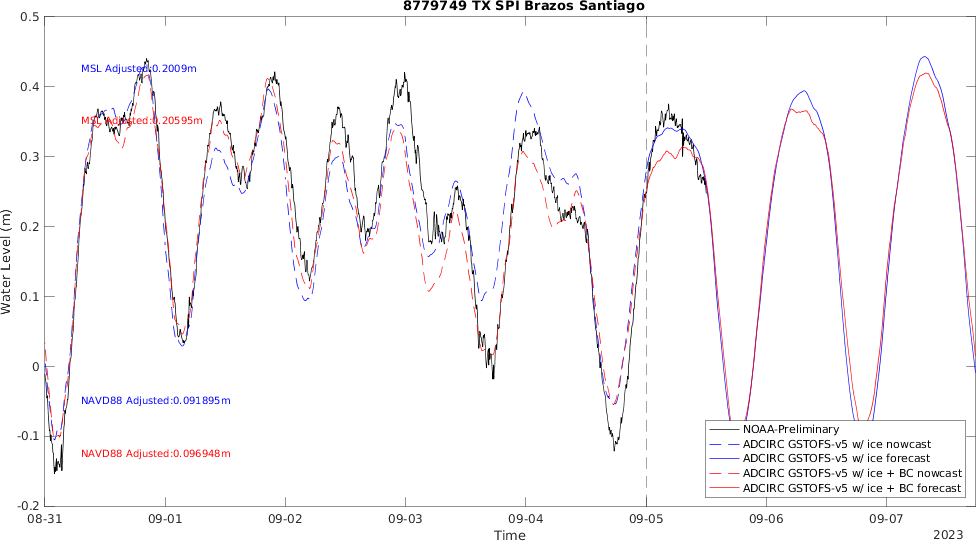 8779749 TX SPI Brazos Santiago
0.5
0.4
0.3
0.2
0.1
0
-0.1
-0.2
Water Level (m)
MSL Adjusted:0.2009m
MSL Adjusted:0.20595m
NAVD88 Adjusted:0.091895m
NAVD88 Adjusted:0.096948m
NOAA-Preliminary
ADCIRC GSTOFS-v5 w/ ice nowcast
ADCIRC GSTOFS-v5 w/ ice forecast
ADCIRC GSTOFS-v5 w/ ice + BC nowcast
ADCIRC GSTOFS-v5 w/ ice + BC forecast
08-31 09-01 09-02 09-03 09-04 09-05 09-06 09-07
Time
2023